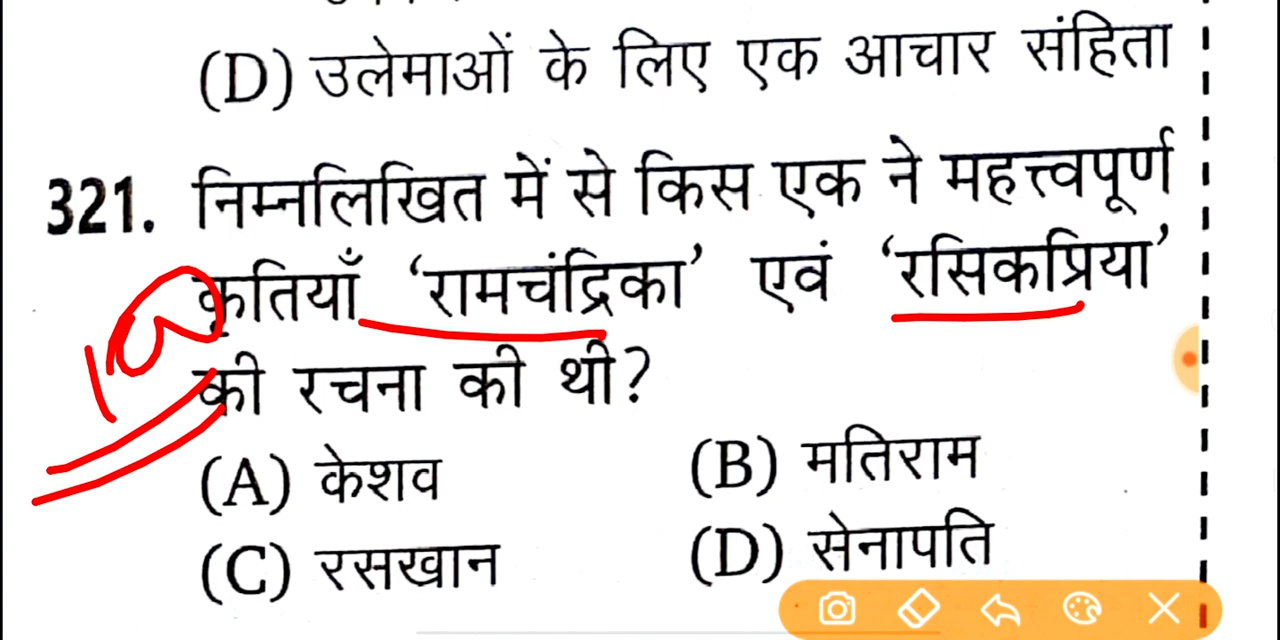 (D) उलेमाओं के लिए एक आचार संहिता
321. निम्नलिखित में से किस एक ने महत्त्वपूर्ण
कृतियाँ ‘रामचंद्रिका’ एवं ‘रसिकप्रिया’
की रचना की थी?
(A) केशव (B) मतिराम
(C) रसखान (D) सेनापति